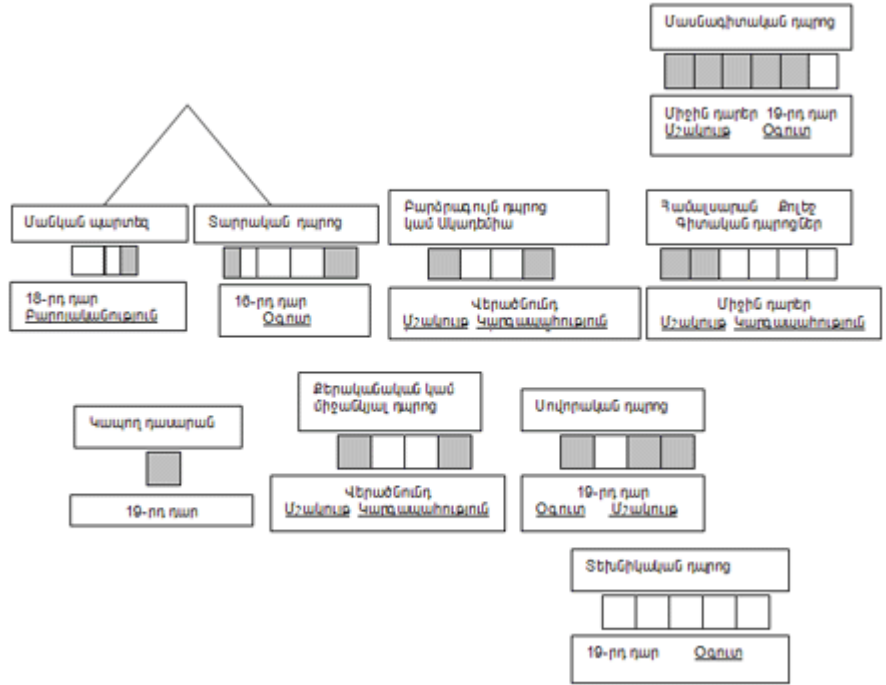 Մասնագիտական դպրոց
Միջին դարեր 19-րդ դար
Մշակույթ Օգուտ
Մանկան պարտեզ
18-րդ դար
Բարոյականություն
Տարրական դպրոց
16-րդ դար
Օգուտ
Բարձրագույն դպրոց
կամ Ակադեմիա
Վերածնունդ
Մշակույթ Կարգապահություն
Համալսարան Քոլեջ
Գիտական դպրոցներ
Միջին դարեր
Մշակույթ Կարգապահություն
Կապող դասարան
19-րդ դար
Քերականական կամ
միջանկյալ դպրոց
Վերածնունդ
Մշակույթ Կարգապահություն
Սովորական դպրոց
19-րդ դար
Օգուտ Մշակույթ
Տեխնիկական դպրոց
19-րդ դար Օգուտ